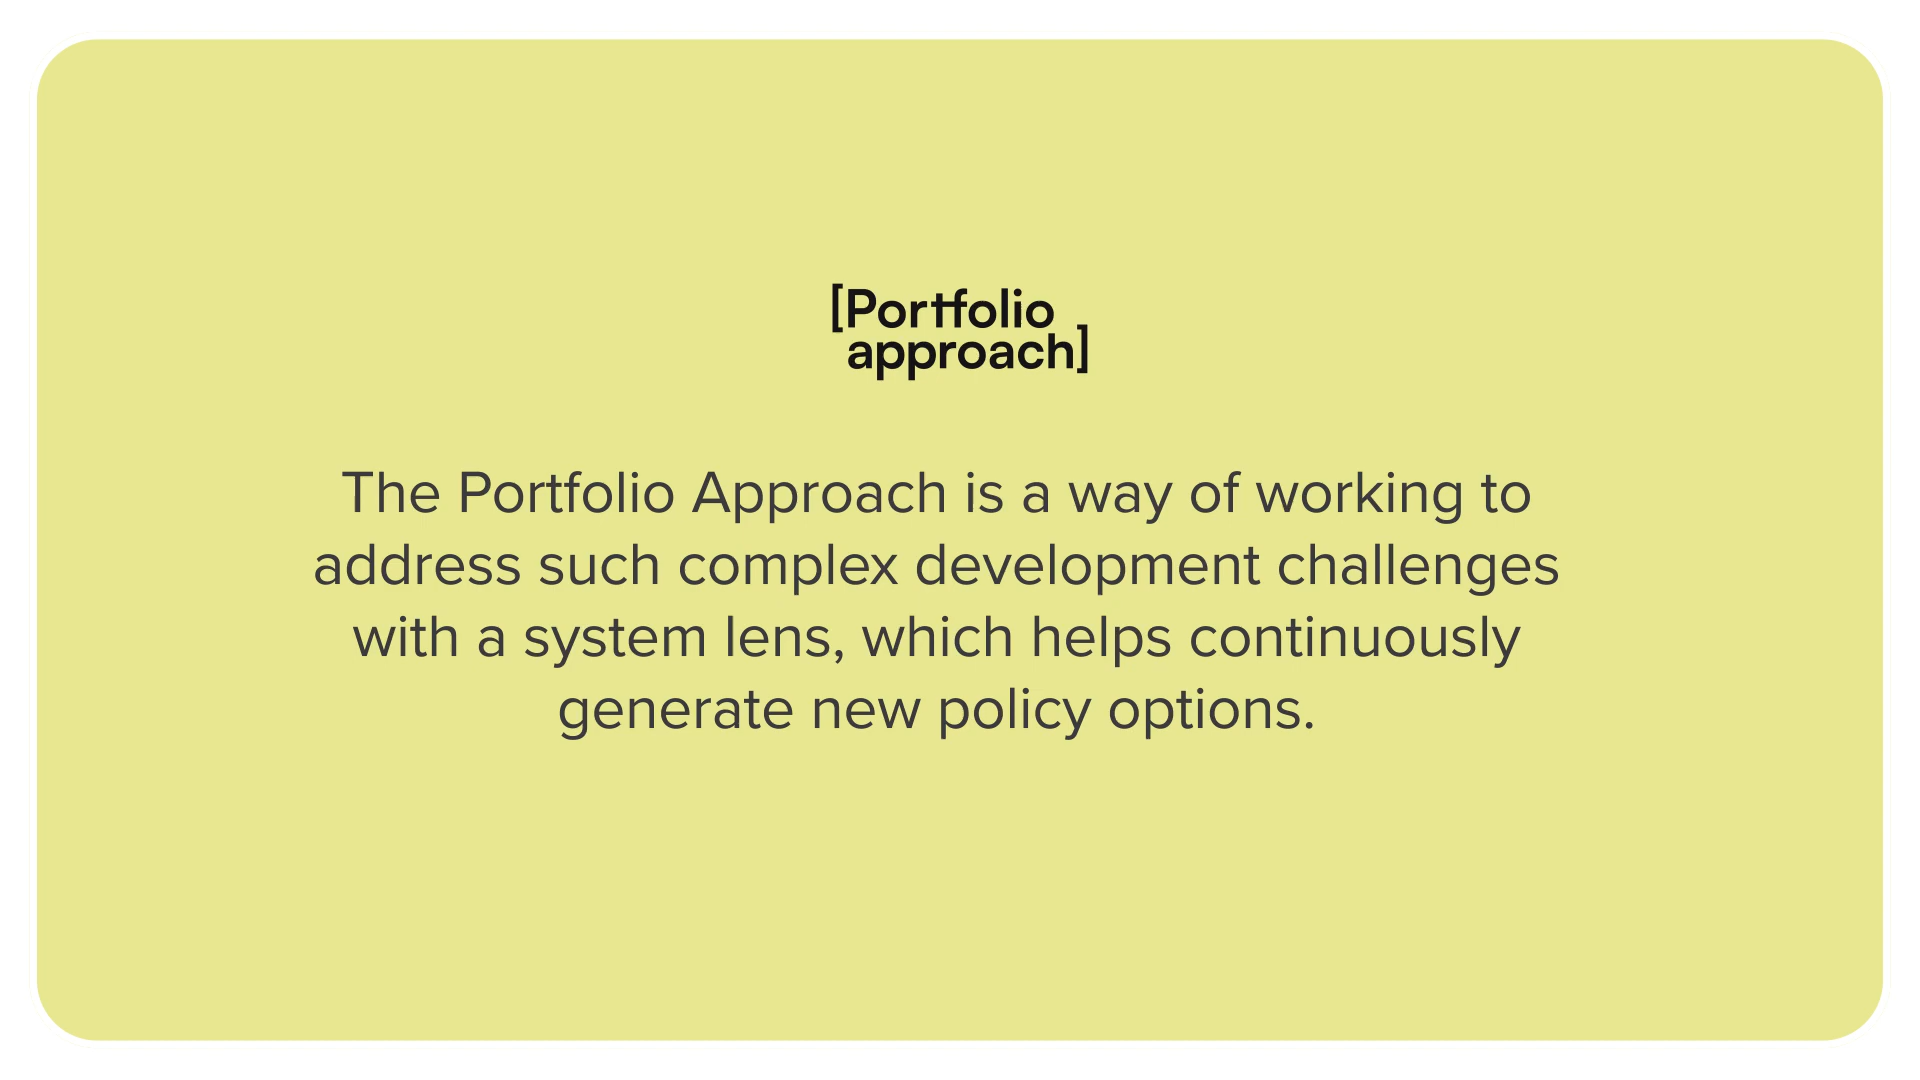 [Portfolio
approach]
The Portfolio Approach is a way of working to
address such complex development challenges
with a system lens, which helps continuously
generate new policy options.